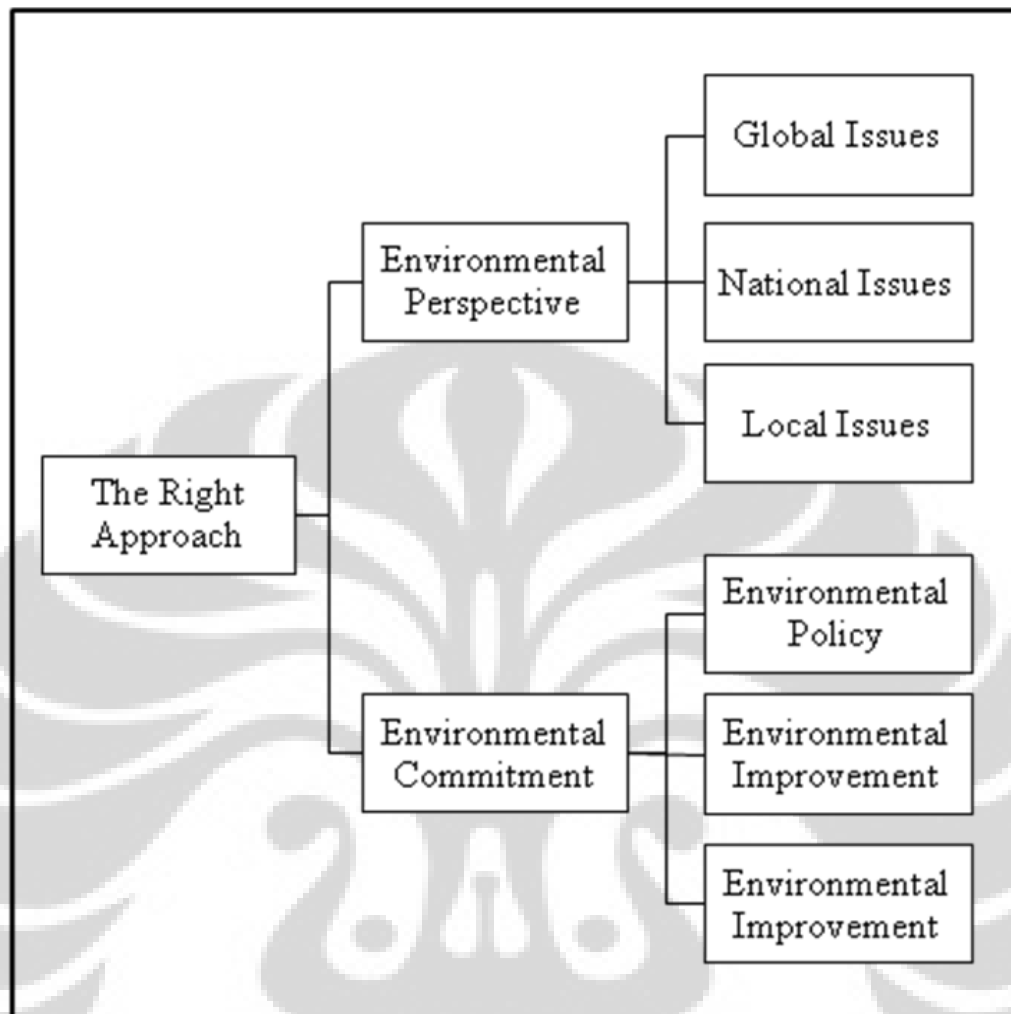 Global Issues
Environmental
Perspective
National Issues
Local Issues
The Right
Approach
Environmental
Policy
Environmental
Commitment
Environmental
Improvement
Environmental
Improvement